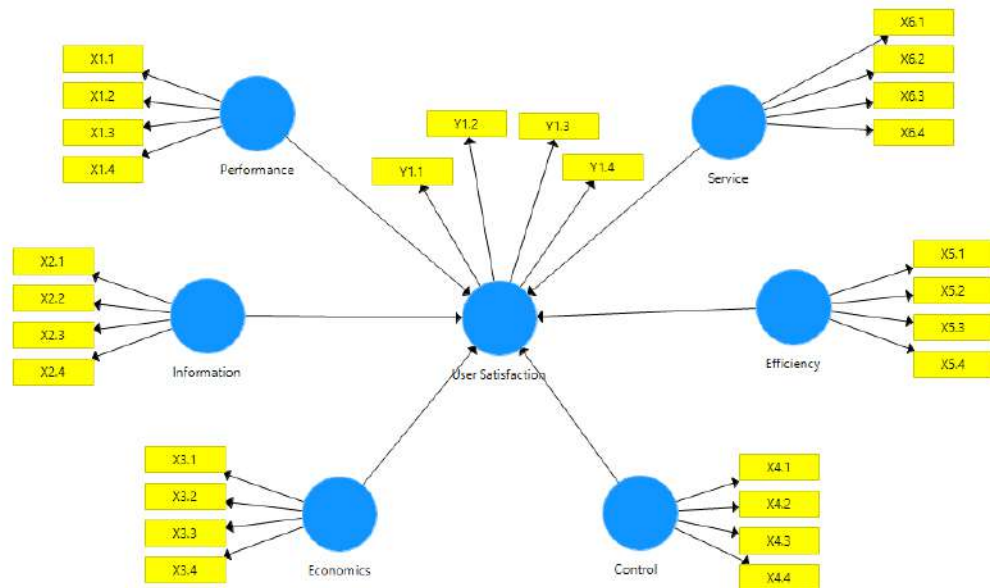 X1.1
X1.2
X1.3
X1.4
Performance
Y1.1
Y1.2
Y1.3
Y1.4
X6.1
X6.2
X6.3
X6.4
Service
X2.1
X2.2
X2.3
X2.4
Information
User Satisfaction
X5.1
X5.2
X5.3
X5.4
Efficiency
X3.1
X3.2
X3.3
X3.4
Economics
X4.1
X4.2
X4.3
X4.4
Control